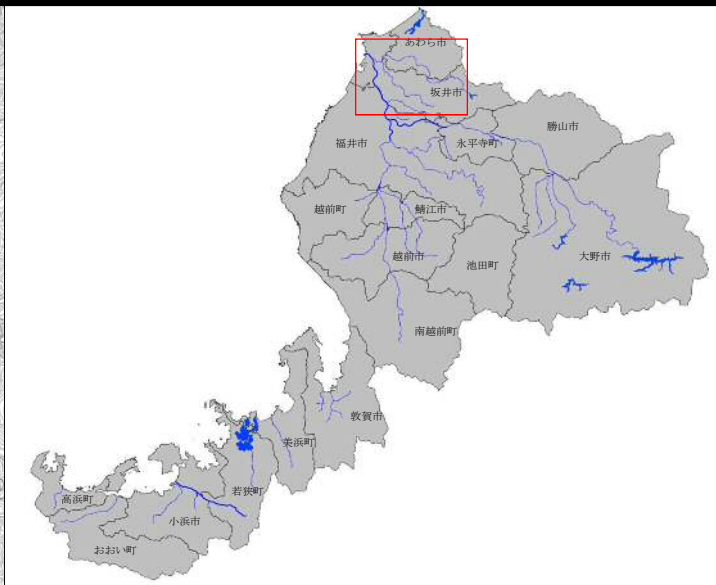 あわら市
坂井市
勝山市
福井市
永平寺町
越前町
鯖江市
越前市
池田町
大野市
南越前町
敦賀市
美浜町
若狭町
高浜町
小浜市
おおい町